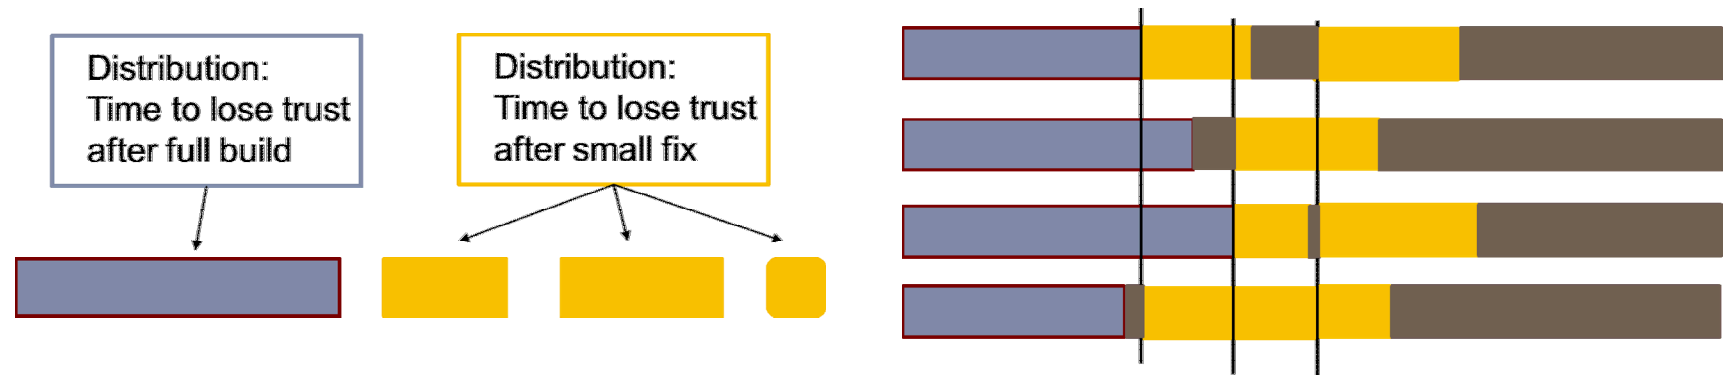 Distribution:
Time to lose trust
after full build
Distribution:
Time to lose trust
after small fix